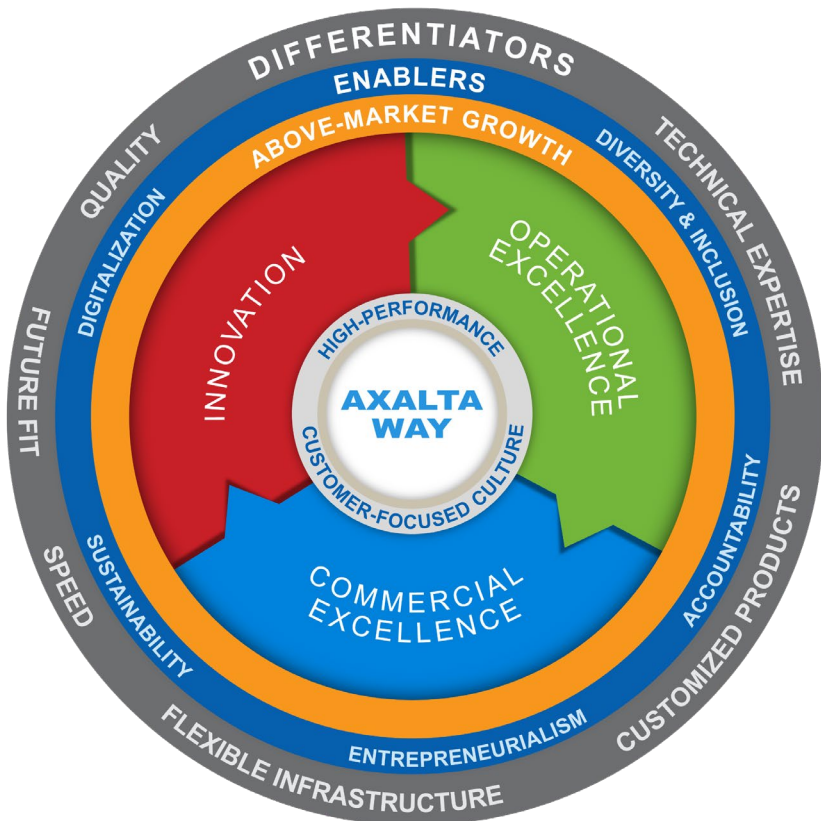 DIFFERENTIATORS
TECHNICAL EXPERTISE
CUSTOMIZED PRODUCTS
FLEXIBLE INFRASTRUCTURE
SPEED
FUTURE FIT
QUALITY
ENABLERS
DIVERSITY & INCLUSION
ACCOUNTABILITY
ENTREPRENEURIALISM
SUSTAINABILITY
DIGITALIZATION
ABOVE-MARKET GROWTH
INNOVATION
OPERATIONAL
EXCELLENCE
COMMERCIAL
EXCELLENCE
HIGH-PERFORMANCE
CUSTOMER-FOCUSED CULTURE
AXALTA
WAY